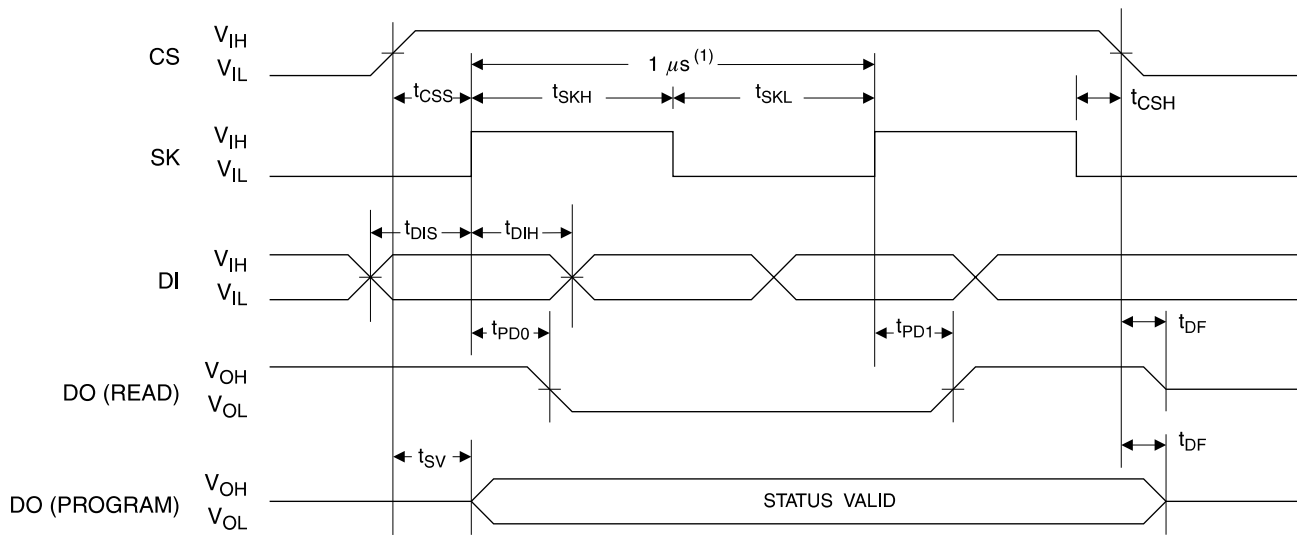 CS V_IH
V_IL
1 μs(1)
t_CSS t_SKH t_SKL t_CSH
SK V_IH
V_IL
t_DIS t_DIH
DI V_IH
V_IL
t_PD0 t_PD1 t_DF
DO (READ) V_OH
V_OL
t_SV t_DF
DO (PROGRAM) V_OH
V_OL
STATUS VALID